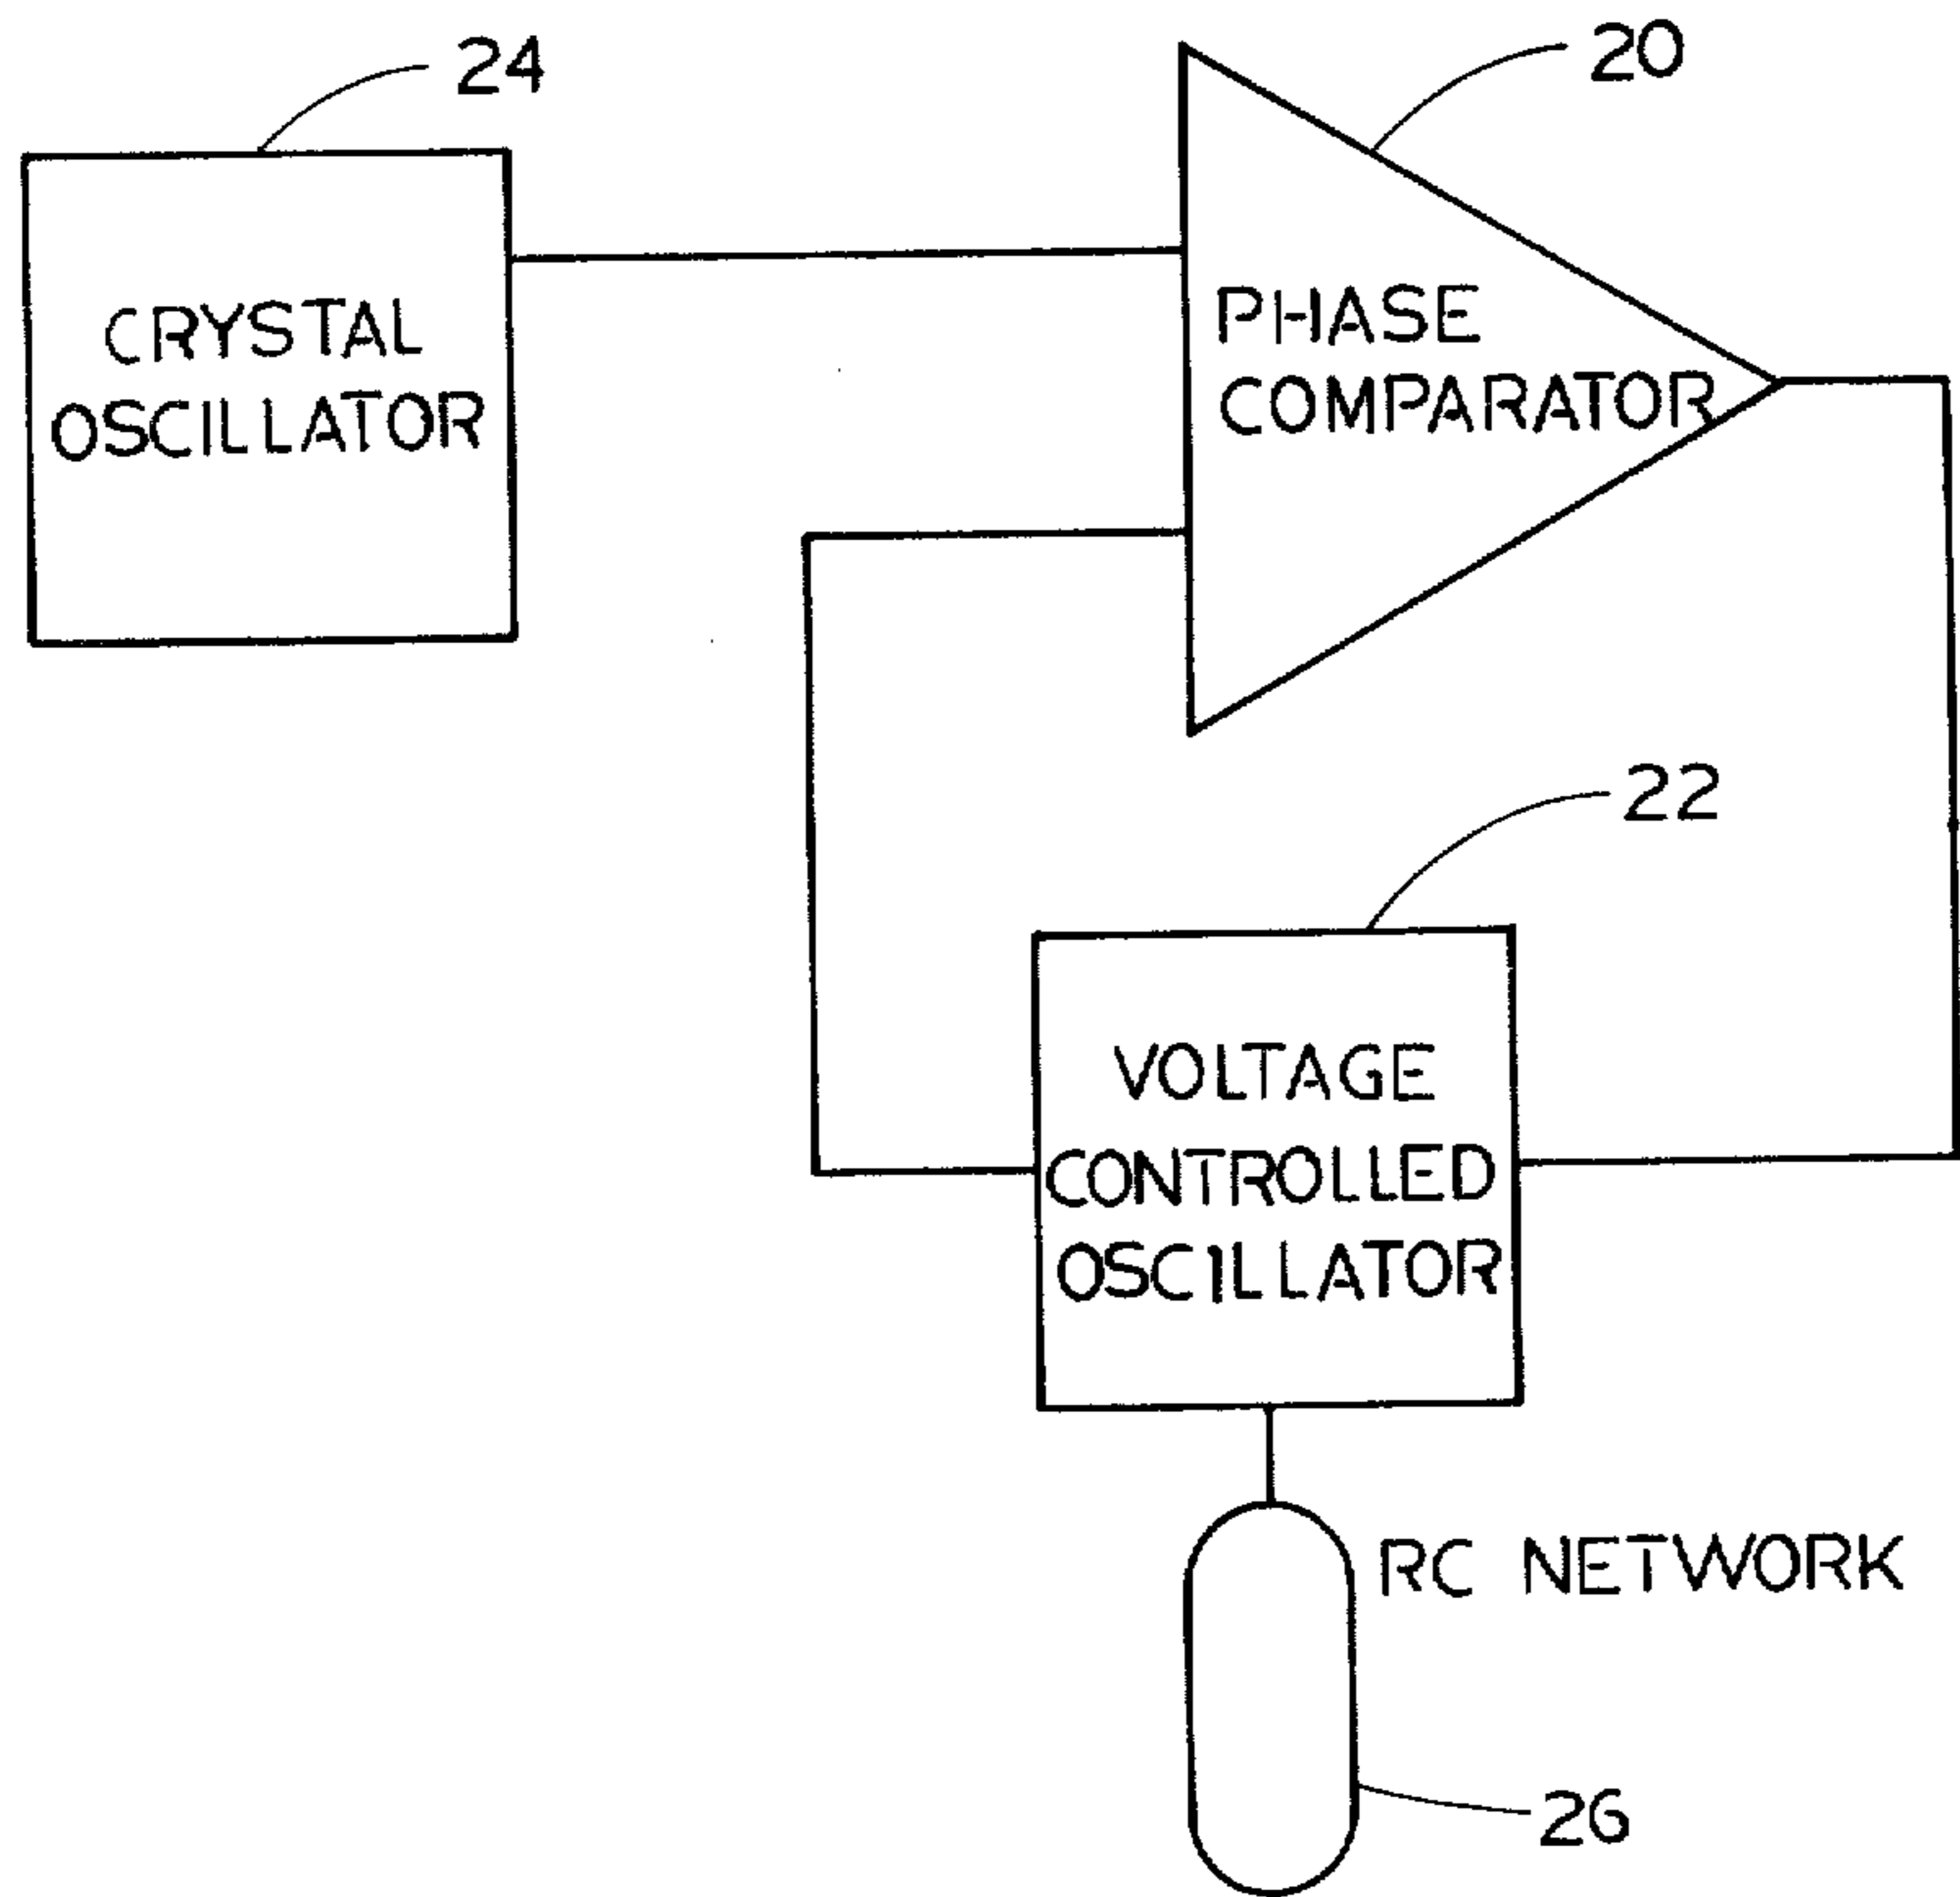 24
20
CRYSTAL
OSCILLATOR
PHASE
COMPARATOR
22
VOLTAGE
CONTROLLED
OSCILLATOR
RC NETWORK
26